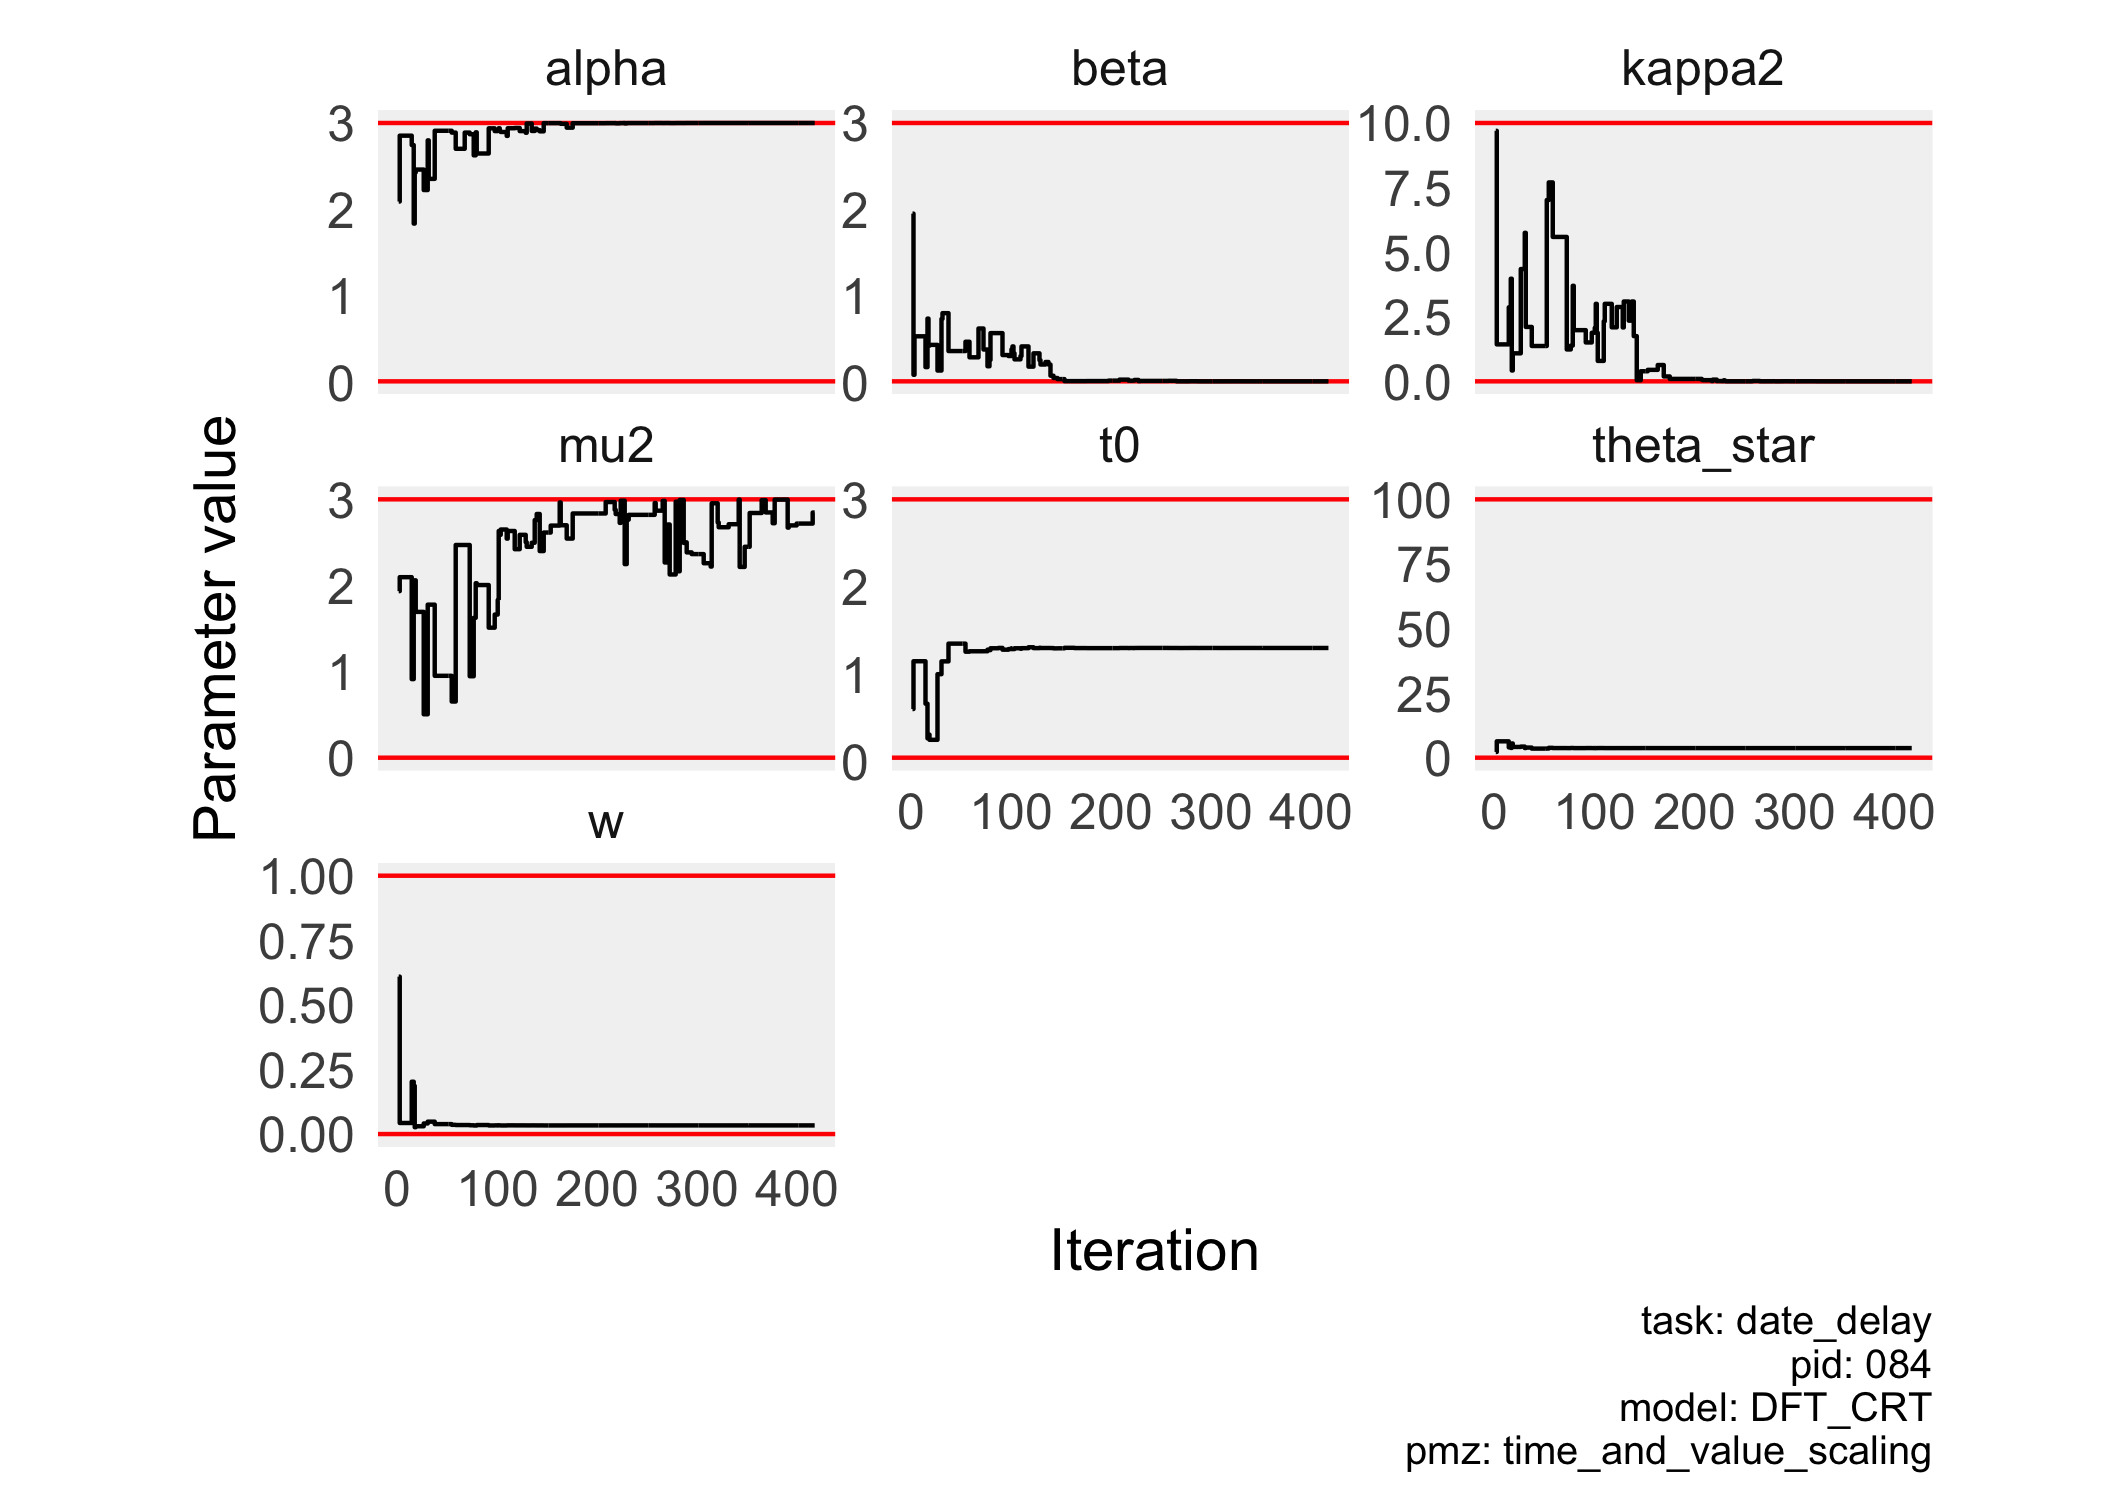 alpha
beta
kappa2
3
2
1
0
3
2
1
0
10.0
7.5
5.0
2.5
0.0
mu2
t0
theta_star
3
2
1
0
3
2
1
0
100
75
50
25
0
0 100 200 300 400
0 100 200 300 400
w
1.00
0.75
0.50
0.25
0.00
0 100 200 300 400
Parameter value
Iteration
task: date_delay
pid: 084
model: DFT_CRT
pmz: time_and_value_scaling